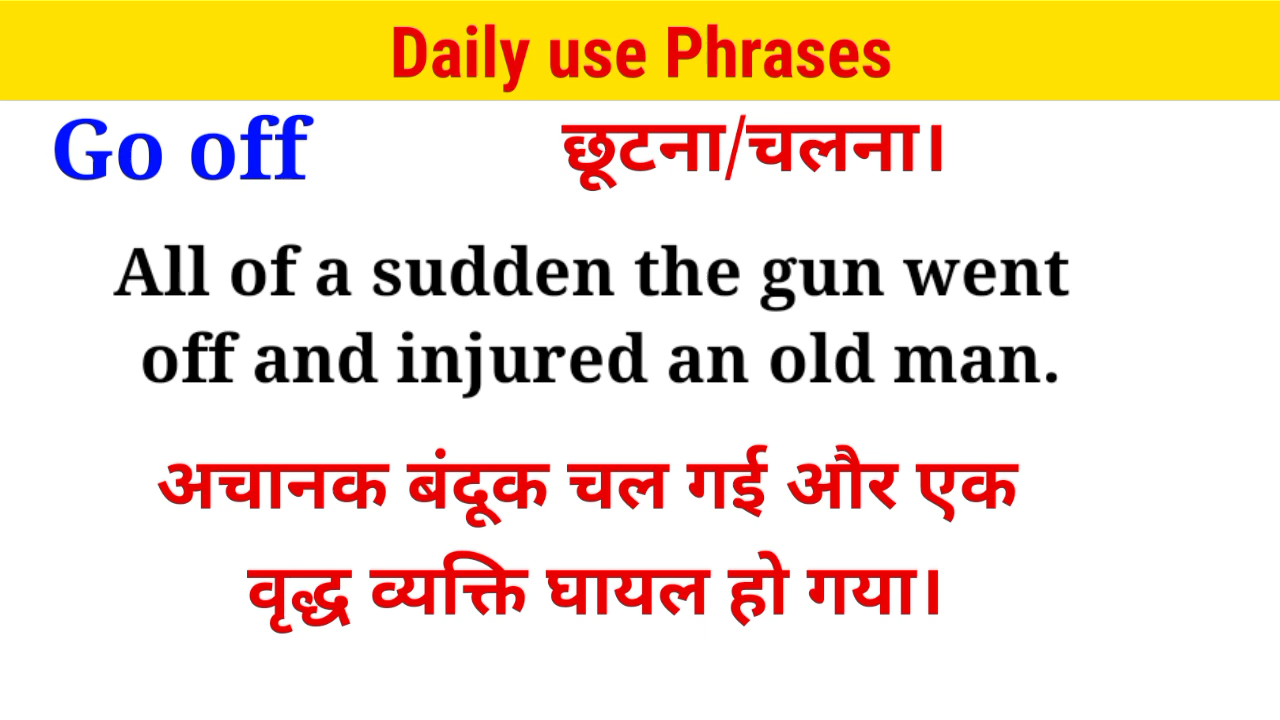 Daily use Phrases
Go off छूटना/चलना।
All of a sudden the gun went
off and injured an old man.
अचानक बंदूक चल गई और एक
वृद्ध व्यक्ति घायल हो गया।